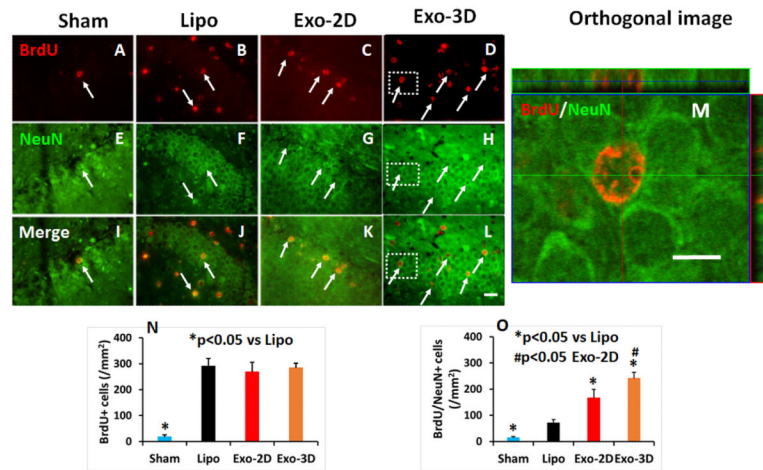 Sham Lipo Exo-2D Exo-3D Orthogonal image
BrdU A B C D
NeuN E F G H
BrdU/NeuN M
Merge I J K L
N
*p<0.05 vs Lipo
BrdU+ cells (/mm²)
400
300
200
100
0
*
Sham Lipo Exo-2D Exo-3D
O
*p<0.05 vs Lipo
#p<0.05 Exo-2D
BrdU/NeuN+ cells
(/mm²)
400
300
200
100
0
*
*
#
*
Sham Lipo Exo-2D Exo-3D